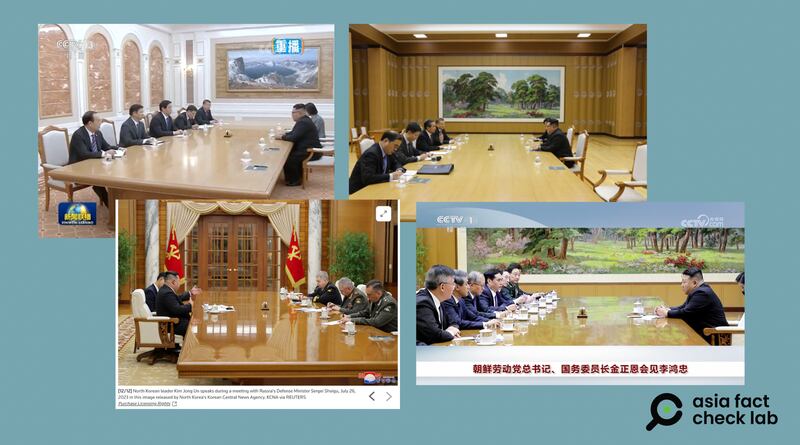 CCTV
重播
新闻联播
CCTV 1
CCTV
com
朝鲜劳动党总书记、国务委员长金正恩会见李鸿忠
[12/12] North Korean leader Kim Jong Un speaks during a meeting with Russia's Defense Minister Sergei Shoigu, July 26,
2023 in this image released by North Korea's Korean Central News Agency. KCNA via REUTERS
Purchase Licensing Rights
asia fact
check lab